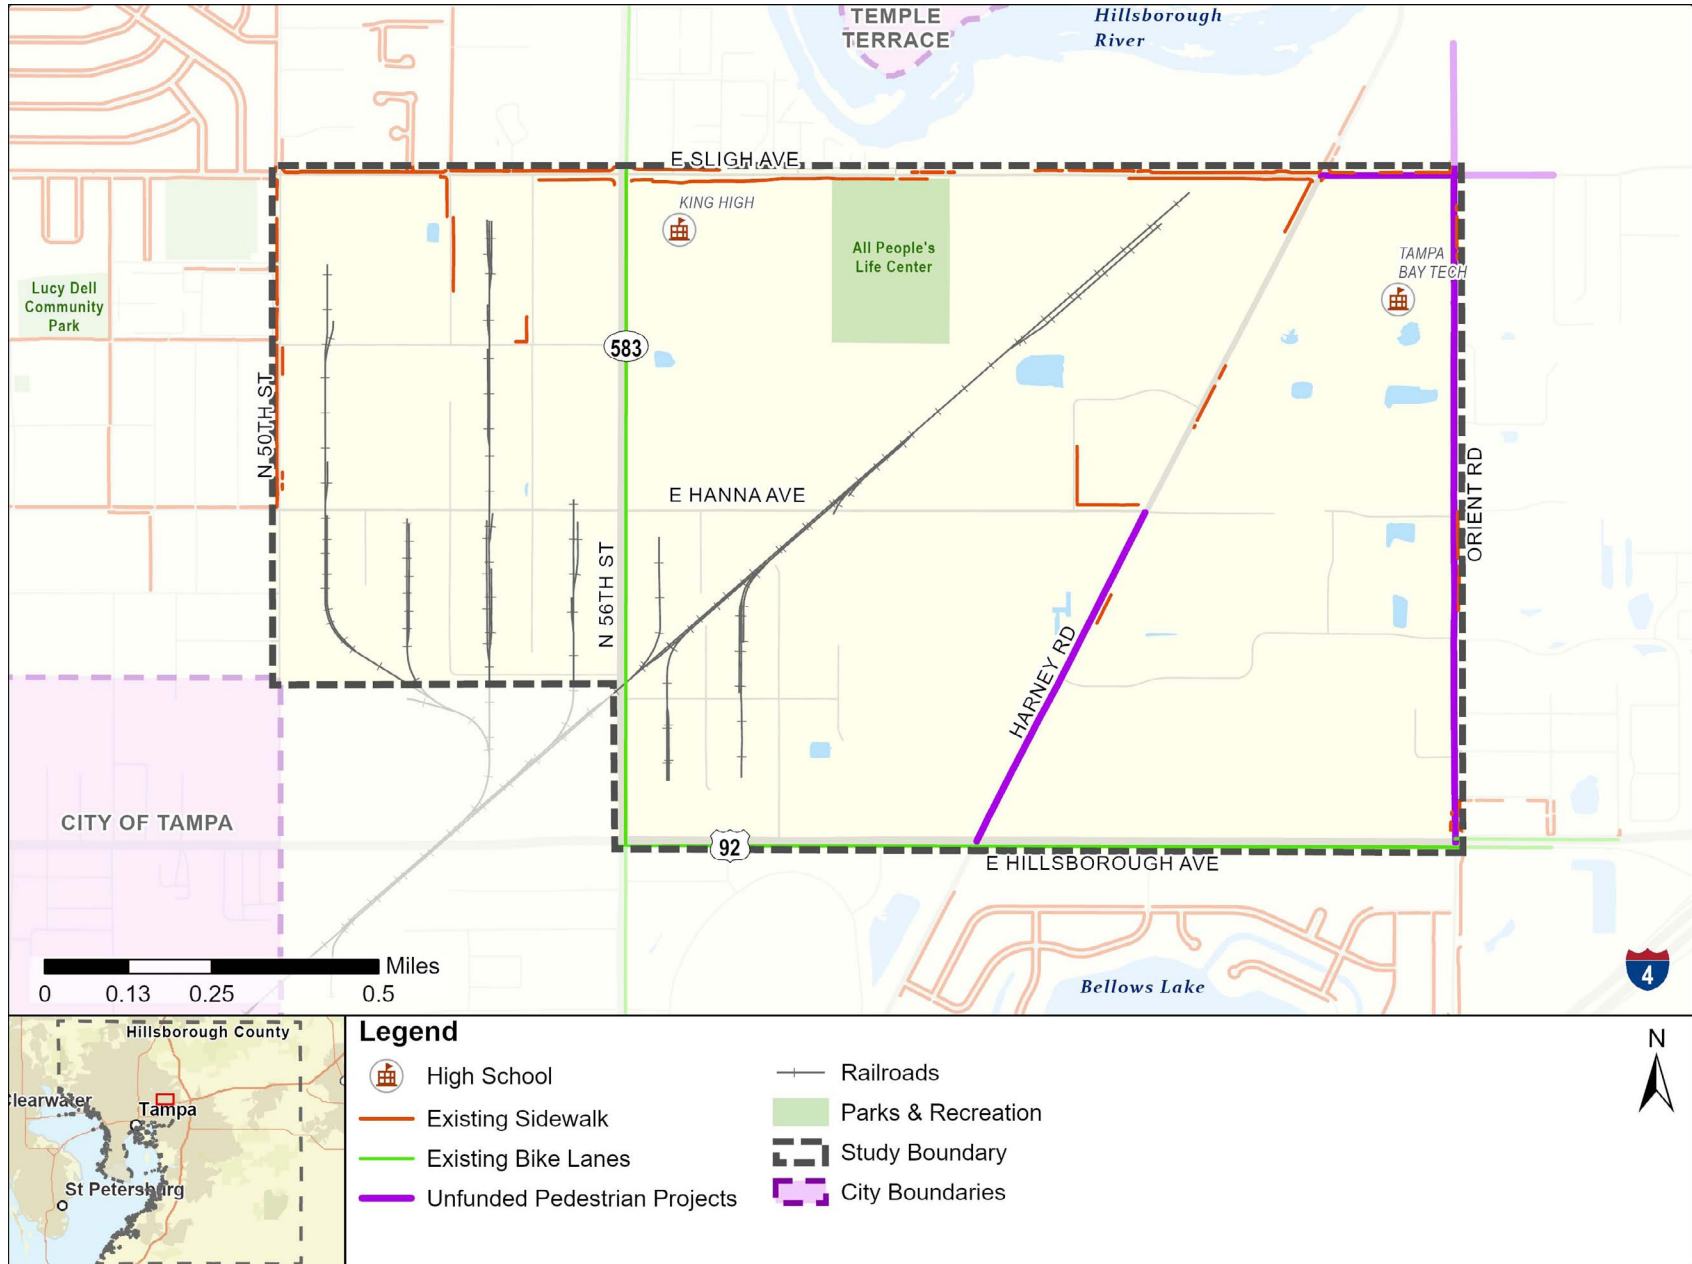 TEMPLE
TERRACE
Hillsborough
River
E SLIGH AVE
KING HIGH
All People's
Life Center
TAMPA
BAY TECH
Lucy Dell
Community
Park
583
N 50TH ST
E HANNA AVE
ORIENT RD
N 56TH ST
HARNEY RD
CITY OF TAMPA
92
E HILLSBOROUGH AVE
Miles
0 0.13 0.25 0.5
Bellows Lake
4
Hillsborough County
Clearwater
Tampa
St Petersburg
Legend
High School
Existing Sidewalk
Existing Bike Lanes
Unfunded Pedestrian Projects
Railroads
Parks & Recreation
Study Boundary
City Boundaries
N